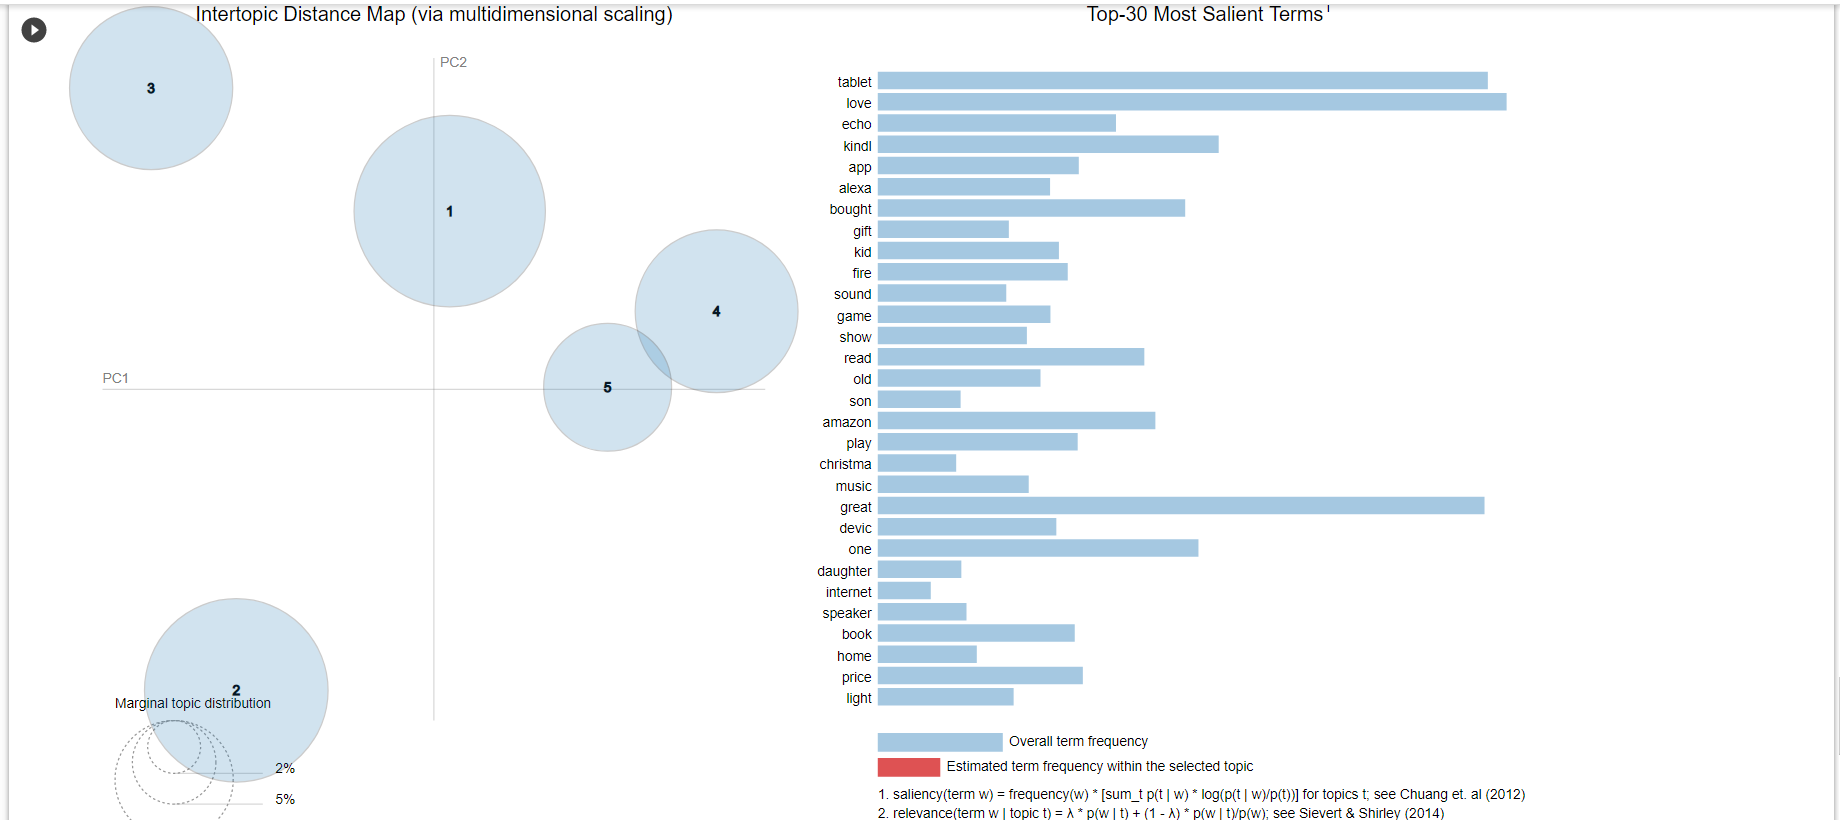 Intertopic Distance Map (via multidimensional scaling)
Top-30 Most Salient Terms¹
PC2
PC1
3
1
4
5
2
Marginal topic distribution
2%
5%
tablet
love
echo
kindl
app
alexa
bought
gift
kid
fire
sound
game
show
read
old
son
amazon
play
christma
music
great
devic
one
daughter
internet
speaker
book
home
price
light
Overall term frequency
Estimated term frequency within the selected topic
1. saliency(term w) = frequency(w) * [sum_t p(t | w) * log(p(t | w)/p(t))] for topics t; see Chuang et. al (2012)
2. relevance(term w | topic t) = λ * p(w | t) + (1 - λ) * p(w | t)/p(w); see Sievert & Shirley (2014)